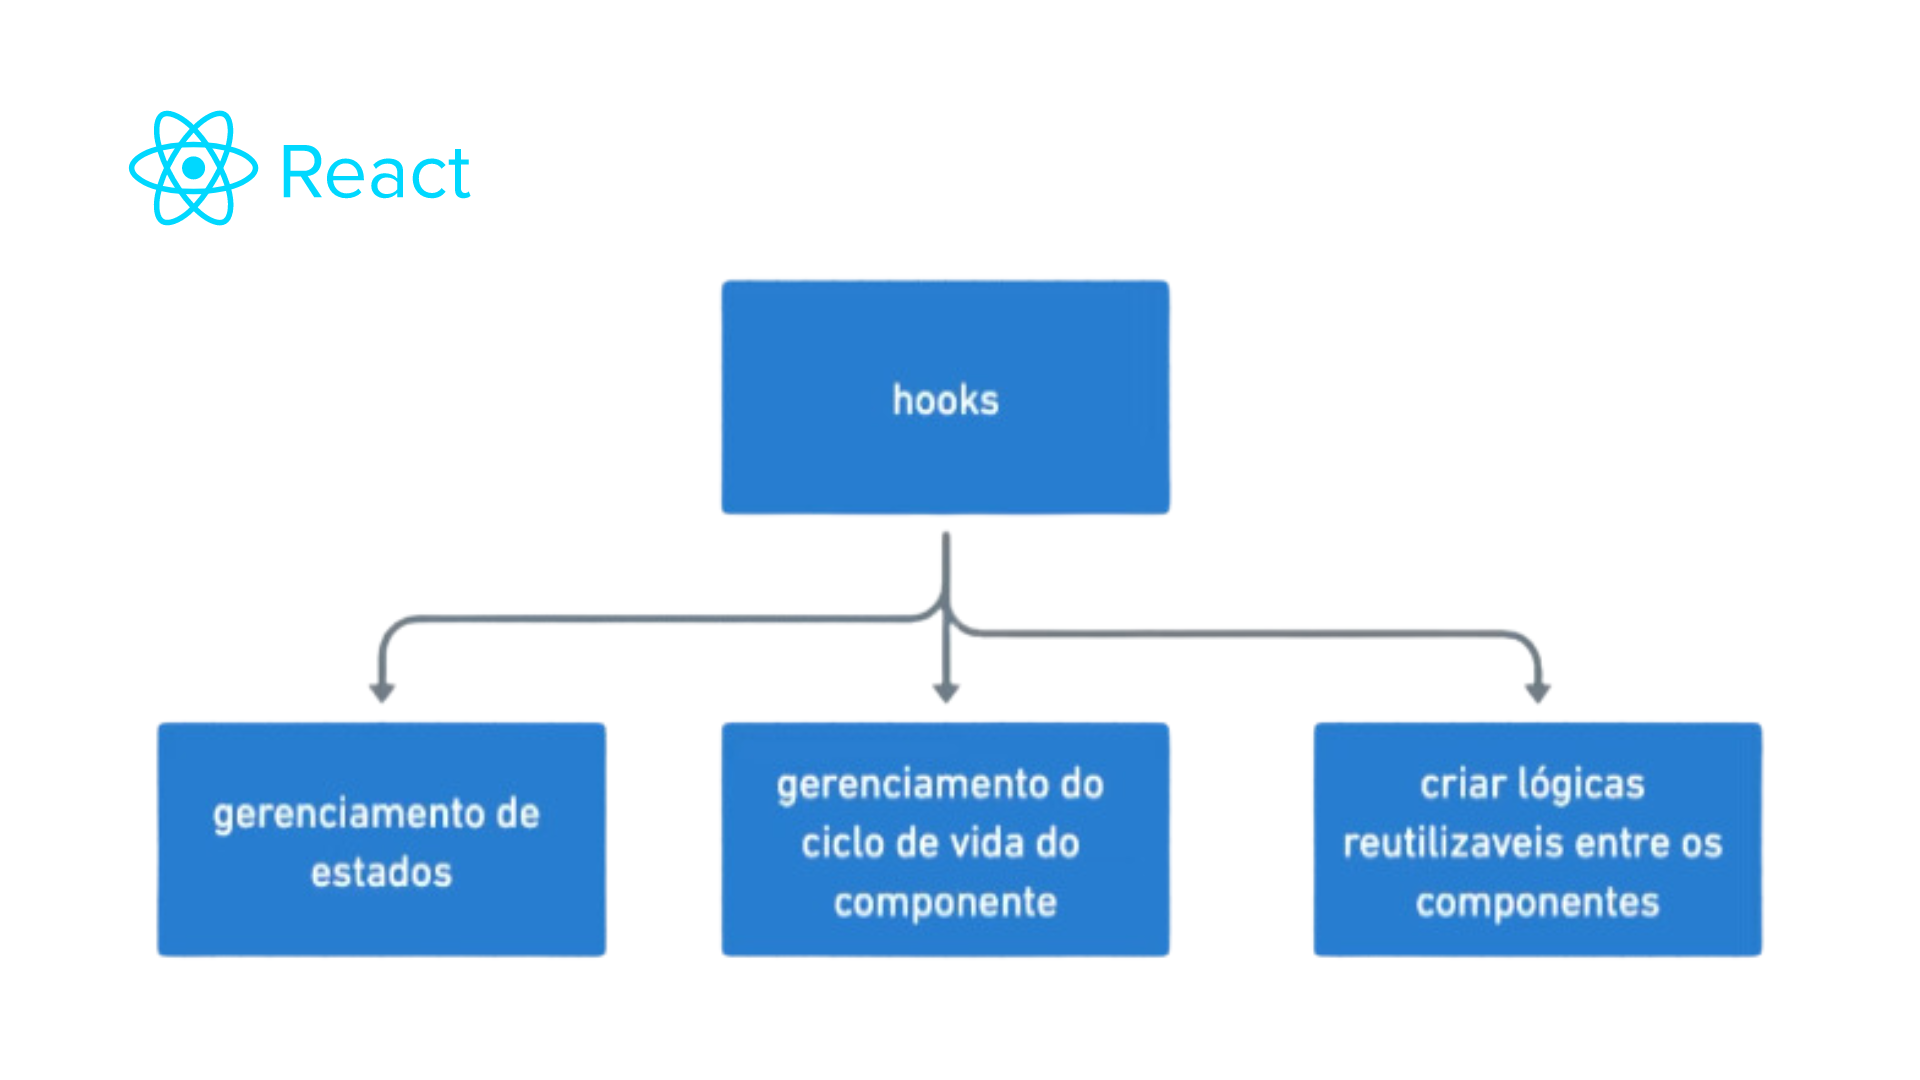 React
hooks
gerenciamento de
estados
gerenciamento do
ciclo de vida do
componente
criar lógicas
reutilizaveis entre os
componentes